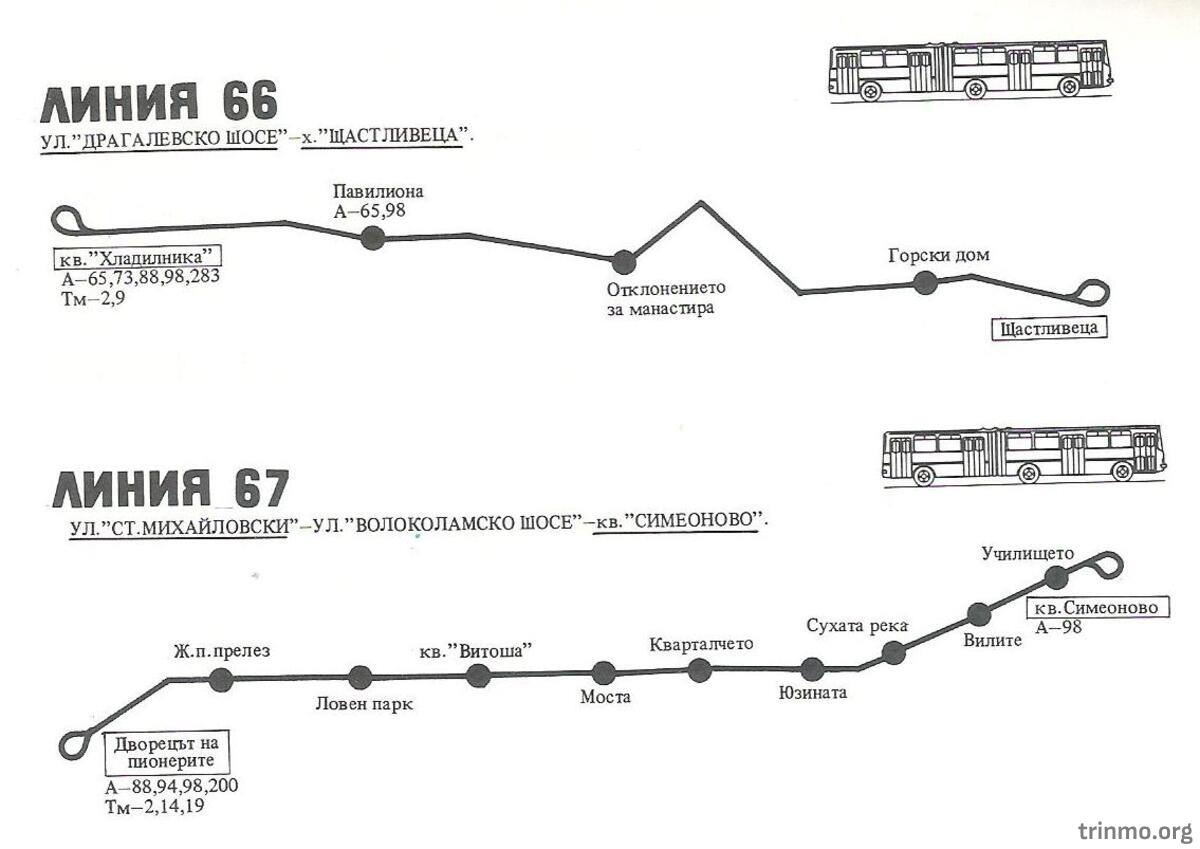 ЛИНИЯ 66
УЛ."ДРАГАЛЕВСКО ШОСЕ"–х."ЩАСТЛИВЕЦА".
Павилиона
А–65,98
кв."Хладилника"
А–65,73,88,98,283
Тм–2,9
Отклонението
за манастира
Горски дом
Щастливеца
ЛИНИЯ 67
УЛ."СТ.МИХАЙЛОВСКИ"–УЛ."ВОЛОКОЛАМСКО ШОСЕ"–кв."СИМЕОНОВО".
Училището
кв.Симеоново
А–98
Сухата река
Вилите
Кварталчето
Юзината
Ж.п.прелез
кв."Витоша"
Ловен парк
Моста
Дворецът на
пионерите
А–88,94,98,200
Тм–2,14,19
trinmo.org